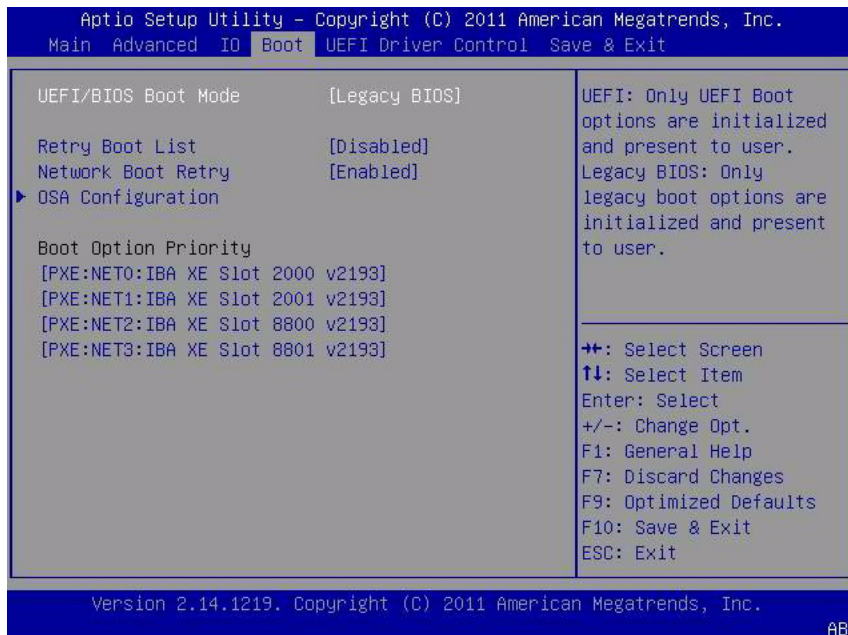 Aptio Setup Utility – Copyright (C) 2011 American Megatrends, Inc.
Main Advanced IO Boot UEFI Driver Control Save & Exit
UEFI/BIOS Boot Mode [Legacy BIOS]
Retry Boot List [Disabled]
Network Boot Retry [Enabled]
▶ OSA Configuration
Boot Option Priority
[PXE:NET0:IBA XE Slot 2000 v2193]
[PXE:NET1:IBA XE Slot 2001 v2193]
[PXE:NET2:IBA XE Slot 8800 v2193]
[PXE:NET3:IBA XE Slot 8801 v2193]
UEFI: Only UEFI Boot
options are initialized
and present to user.
Legacy BIOS: Only
legacy boot options are
initialized and present
to user.
→←: Select Screen
↑↓: Select Item
Enter: Select
+/-: Change Opt.
F1: General Help
F7: Discard Changes
F9: Optimized Defaults
F10: Save & Exit
ESC: Exit
Version 2.14.1219. Copyright (C) 2011 American Megatrends, Inc.
AB